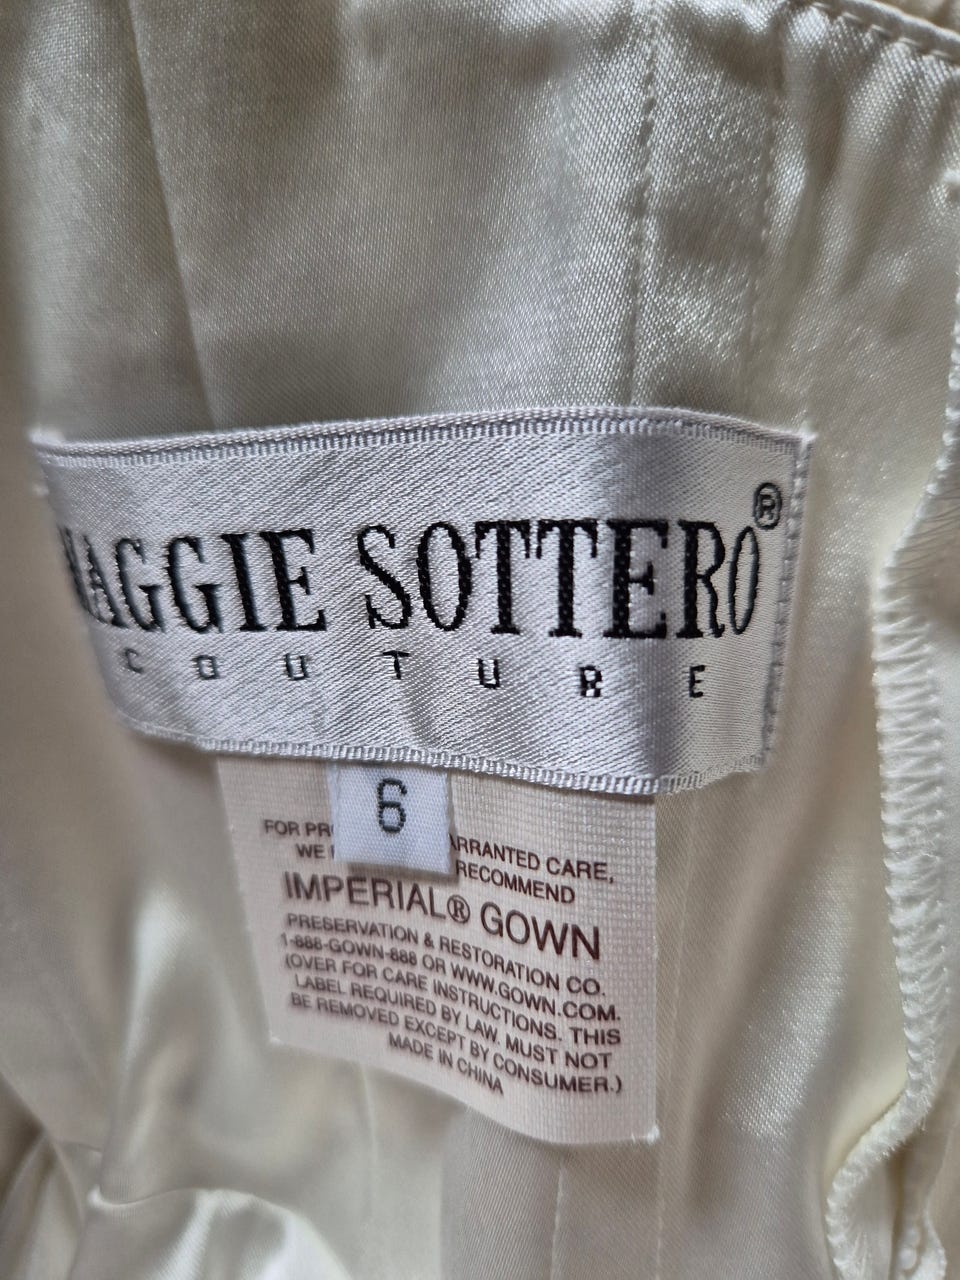 MAGGIE SOTTERO®
COUTURE
6
FOR PR ARRANTED CARE,
WE RECOMMEND
IMPERIAL® GOWN
PRESERVATION & RESTORATION CO.
1-888-GOWN-888 OR WWW.GOWN.COM.
(OVER FOR CARE INSTRUCTIONS. THIS
LABEL REQUIRED BY LAW. MUST NOT
BE REMOVED EXCEPT BY CONSUMER.)
MADE IN CHINA